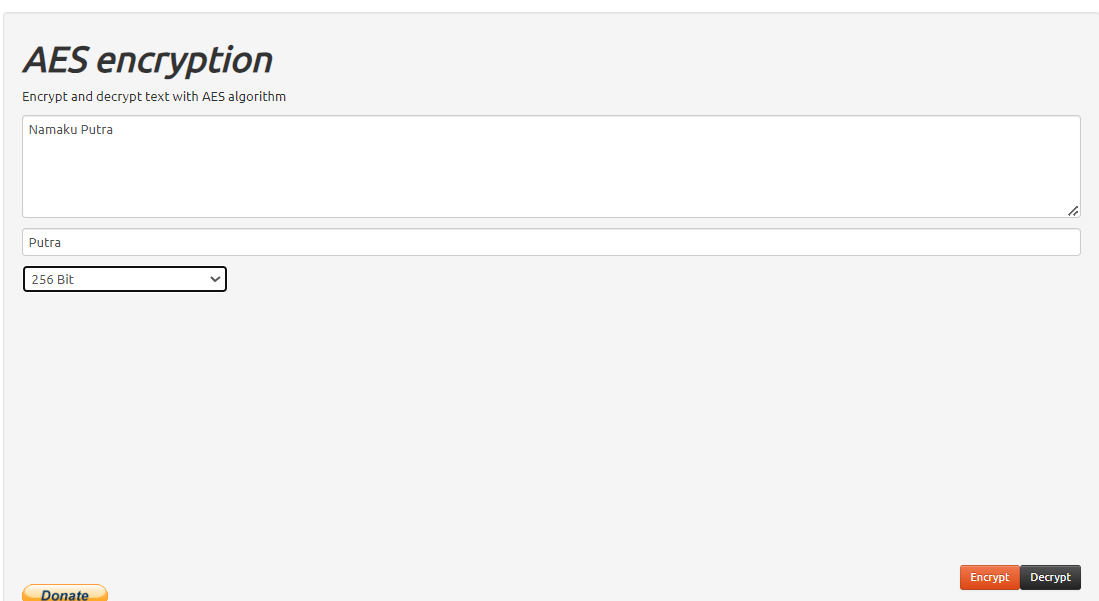 AES encryption
Encrypt and decrypt text with AES algorithm
Namaku Putra
Putra
256 Bit
Encrypt Decrypt
Donate